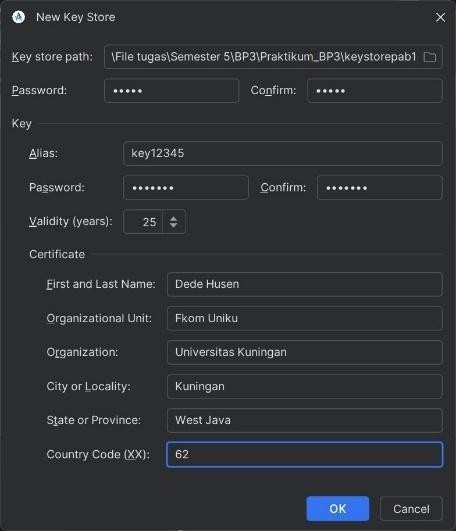 New Key Store
Key store path: \File tugas\Semester 5\BP3\Praktikum_BP3\keystorepab1
Password: ••••• Confirm: •••••
Key
Alias: key12345
Password: ••••••• Confirm: •••••••
Validity (years): 25
Certificate
First and Last Name: Dede Husen
Organizational Unit: Fkom Uniku
Organization: Universitas Kuningan
City or Locality: Kuningan
State or Province: West Java
Country Code (XX): 62
OK Cancel